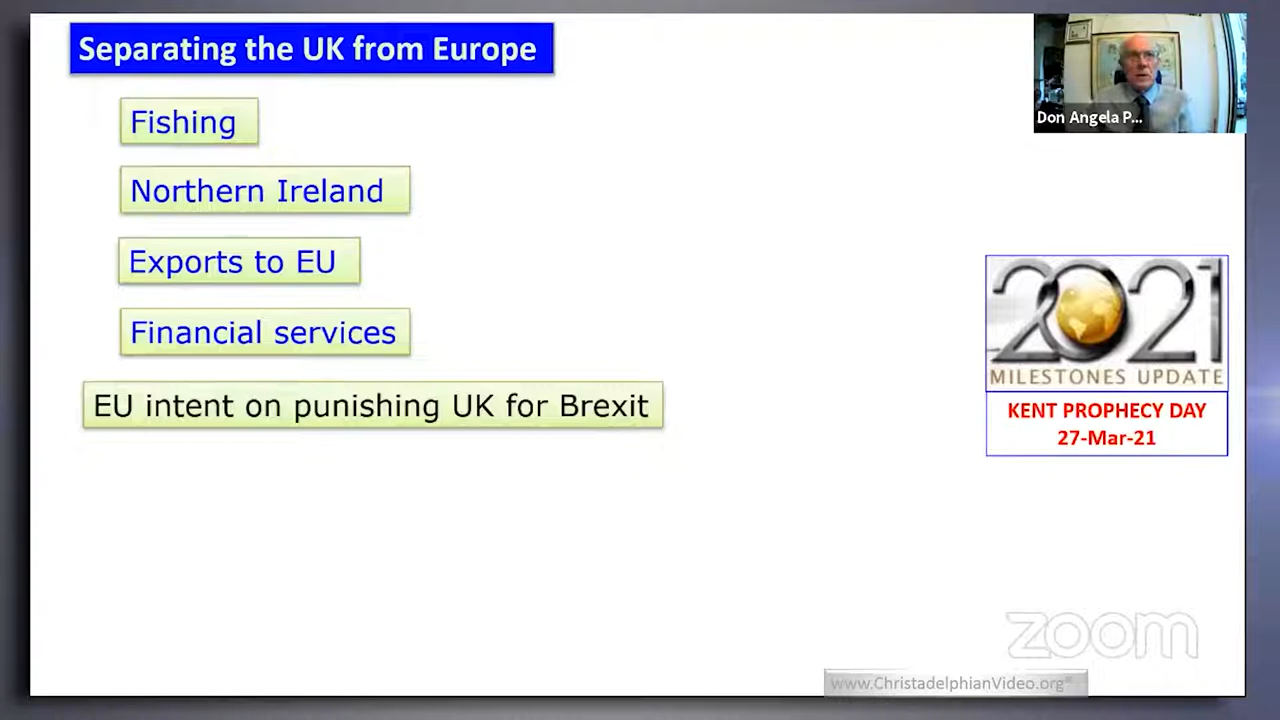 Separating the UK from Europe
Don Angela P...
Fishing
Northern Ireland
Exports to EU
Financial services
EU intent on punishing UK for Brexit
2021
MILESTONES UPDATE
KENT PROPHECY DAY
27-Mar-21
zoom
www.ChristadelphianVideo.org